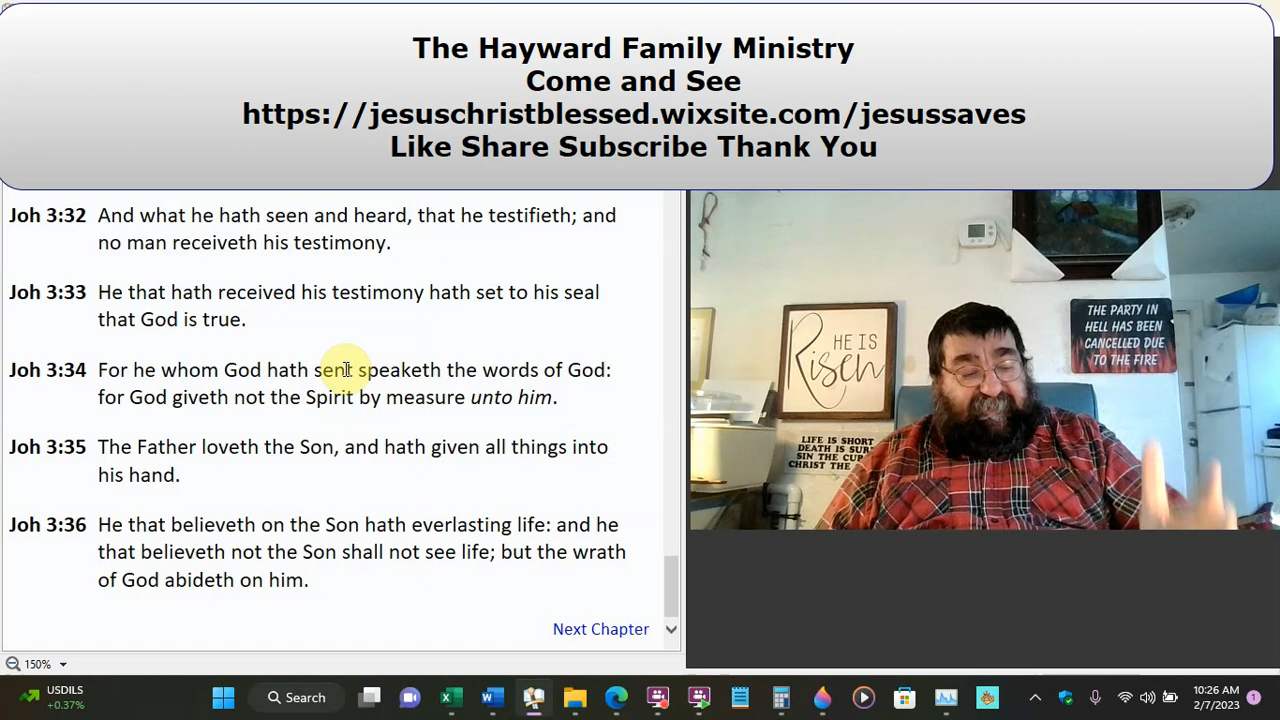 The Hayward Family Ministry
Come and See
https://jesuschristblessed.wixsite.com/jesussaves
Like Share Subscribe Thank You
Joh 3:32 And what he hath seen and heard, that he testifieth; and
no man receiveth his testimony.
Joh 3:33 He that hath received his testimony hath set to his seal
that God is true.
Joh 3:34 For he whom God hath sent speaketh the words of God:
for God giveth not the Spirit by measure unto him.
Joh 3:35 The Father loveth the Son, and hath given all things into
his hand.
Joh 3:36 He that believeth on the Son hath everlasting life: and he
that believeth not the Son shall not see life; but the wrath
of God abideth on him.
Next Chapter
150%
HE IS
Risen
THE PARTY IN
HELL HAS BEEN
CANCELLED DUE
TO THE FIRE
LIFE IS SHORT
DEATH IS
SIN THE
CHRIST THE
USDILS
+0.37%
Search
10:26 AM
2/7/2023
1